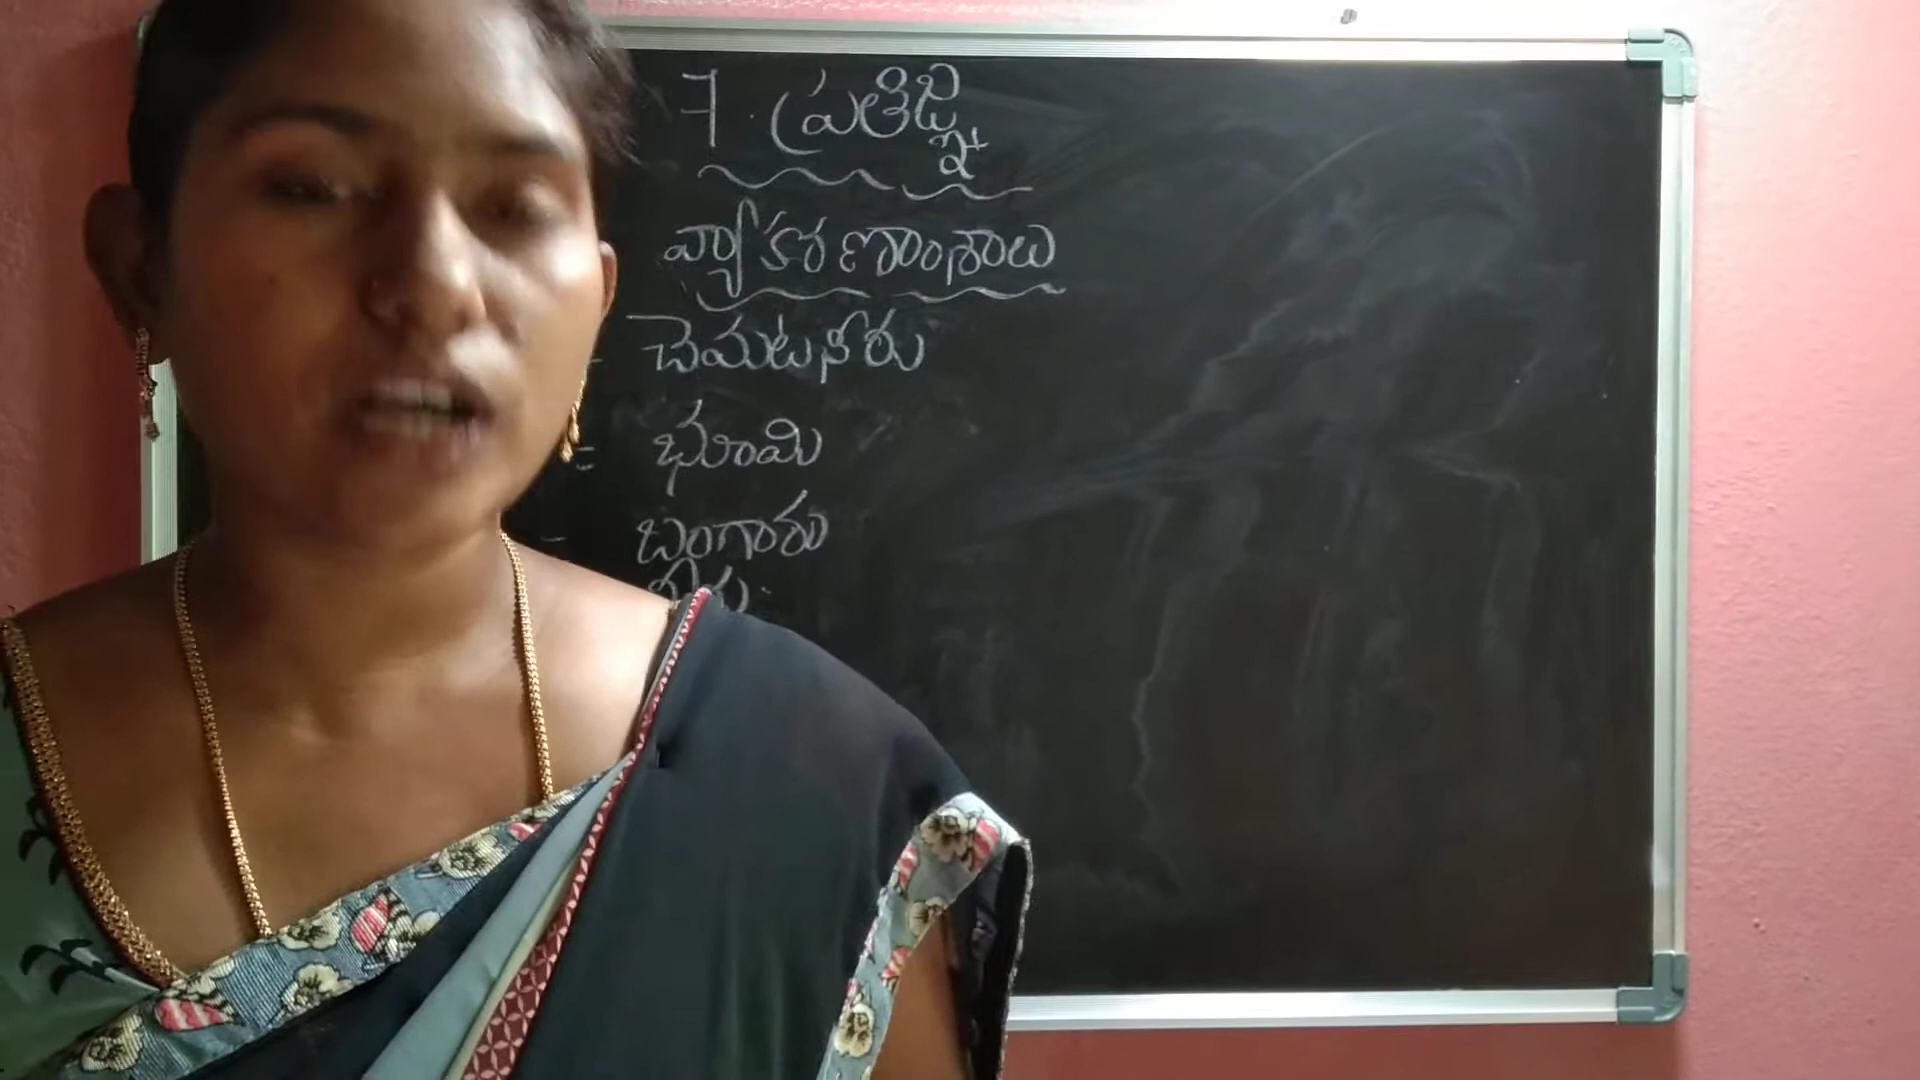 7. ప్రతిజ్ఞ
వ్యాకరణాంశాలు
- చెమటనీరు
= భూమి
- బంగారు